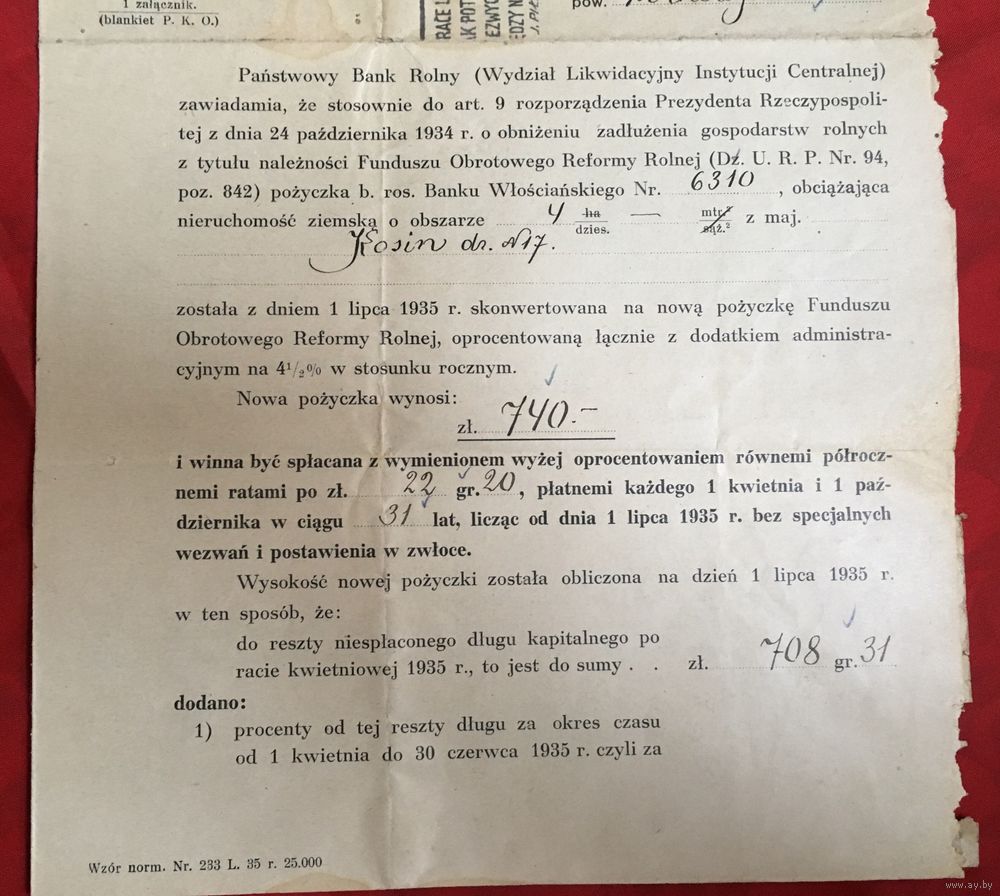 1 załącznik.
(blankiet P. K. O.)
pow.
Państwowy Bank Rolny (Wydział Likwidacyjny Instytucji Centralnej)
zawiadamia, że stosownie do art. 9 rozporządzenia Prezydenta Rzeczypospoli-
tej z dnia 24 października 1934 r. o obniżeniu zadłużenia gospodarstw rolnych
z tytułu należności Funduszu Obrotowego Reformy Rolnej (Dź. U. R. P. Nr. 94,
poz. 842) pożyczka b. ros. Banku Włościańskiego Nr. 6310, obciążająca
nieruchomość ziemską o obszarze 4 ha dzies. — mtr.² sąż.² z maj.
Kosin dz. N 17.
została z dniem 1 lipca 1935 r. skonwertowana na nową pożyczkę Funduszu
Obrotowego Reformy Rolnej, oprocentowaną łącznie z dodatkiem administra-
cyjnym na 4½% w stosunku rocznym.
Nowa pożyczka wynosi:
zł. 740.—
i winna być spłacana z wymienionem wyżej oprocentowaniem równemi półrocz-
nemi ratami po zł. 22 gr. 20, płatnemi każdego 1 kwietnia i 1 paź-
dziernika w ciągu 31 lat, licząc od dnia 1 lipca 1935 r. bez specjalnych
wezwań i postawienia w zwłoce.
Wysokość nowej pożyczki została obliczona na dzień 1 lipca 1935 r.
w ten sposób, że:
do reszty niespłaconego długu kapitalnego po
racie kwietniowej 1935 r., to jest do sumy . . zł. 708 gr. 31
dodano:
1) procenty od tej reszty długu za okres czasu
od 1 kwietnia do 30 czerwca 1935 r. czyli za
Wzór norm. Nr. 233 L. 35 r. 25.000
www.ay.by